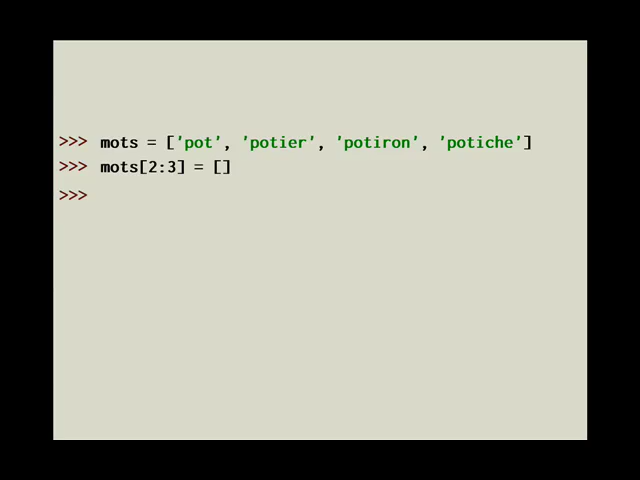 >>> mots = ['pot', 'potier', 'potiron', 'potiche']
>>> mots[2:3] = []
>>>